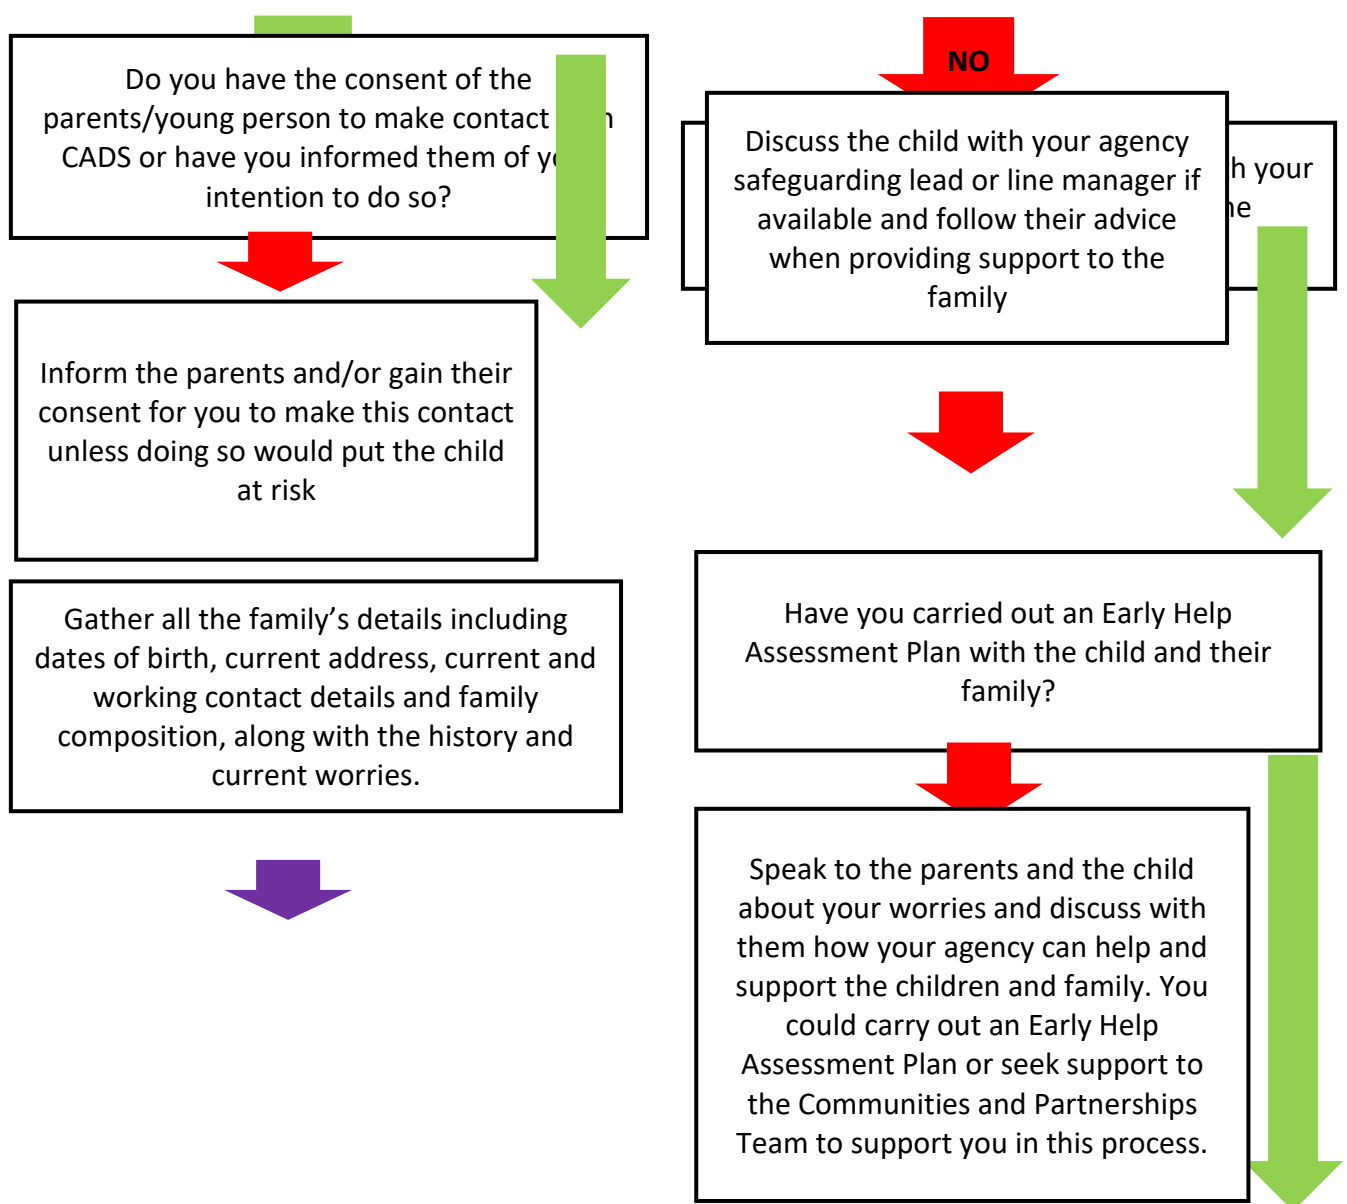 Do you have the consent of the
parents/young person to make contact
CADS or have you informed them of
intention to do so?
Inform the parents and/or gain their
consent for you to make this contact
unless doing so would put the child
at risk
Gather all the family’s details including
dates of birth, current address, current and
working contact details and family
composition, along with the history and
current worries.
NO
Discuss the child with your agency
safeguarding lead or line manager if
available and follow their advice
when providing support to the
family
your
Have you carried out an Early Help
Assessment Plan with the child and their
family?
Speak to the parents and the child
about your worries and discuss with
them how your agency can help and
support the children and family. You
could carry out an Early Help
Assessment Plan or seek support to
the Communities and Partnerships
Team to support you in this process.